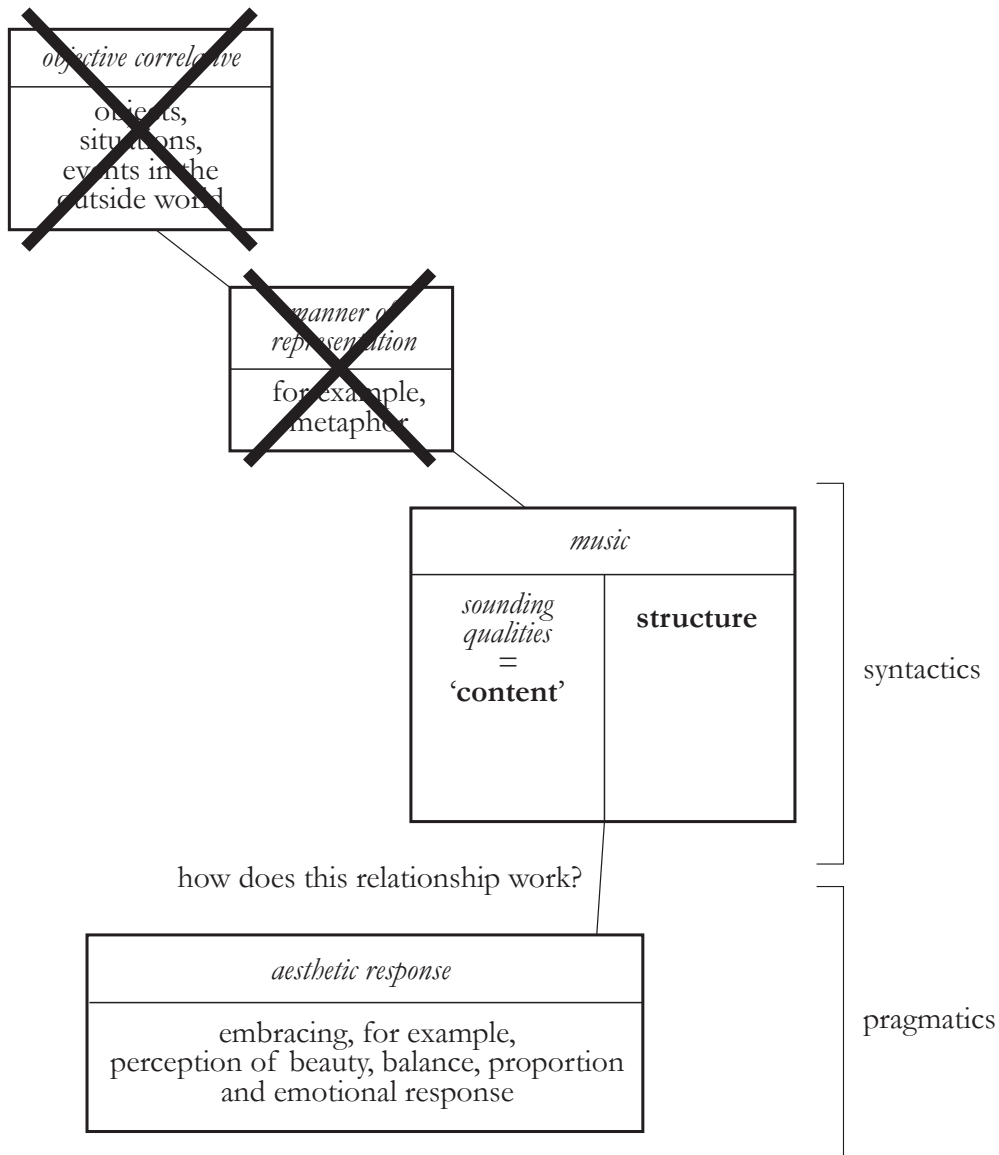 objective correlative
objects,
situations,
events in the
outside world
manner of
representation
for example,
metaphor
music
sounding
qualities
=
‘content’
structure
syntactics
how does this relationship work?
aesthetic response
embracing, for example,
perception of beauty, balance, proportion
and emotional response
pragmatics